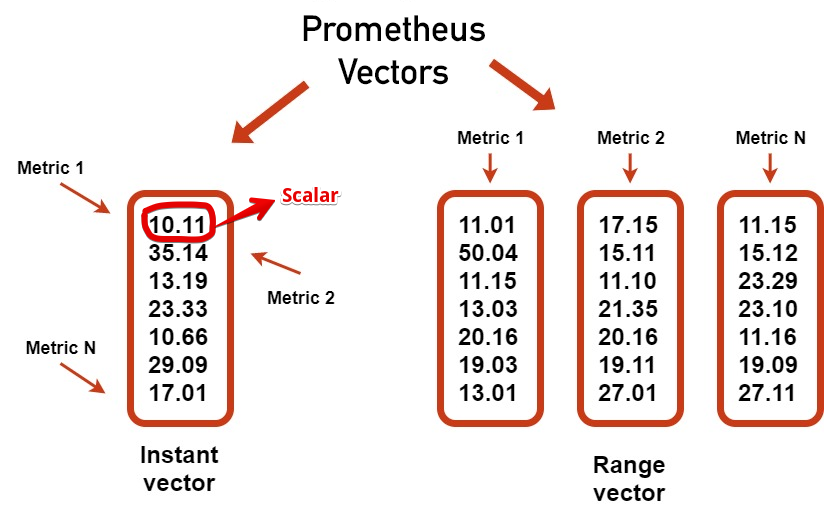 Prometheus
Vectors
Metric 1
10.11
35.14
13.19
23.33
10.66
29.09
17.01
Scalar
Metric 2
Metric N
Instant
vector
Metric 1
11.01
50.04
11.15
13.03
20.16
19.03
13.01
Metric 2
17.15
15.11
11.10
21.35
20.16
19.11
27.01
Metric N
11.15
15.12
23.29
23.10
11.16
19.09
27.11
Range
vector